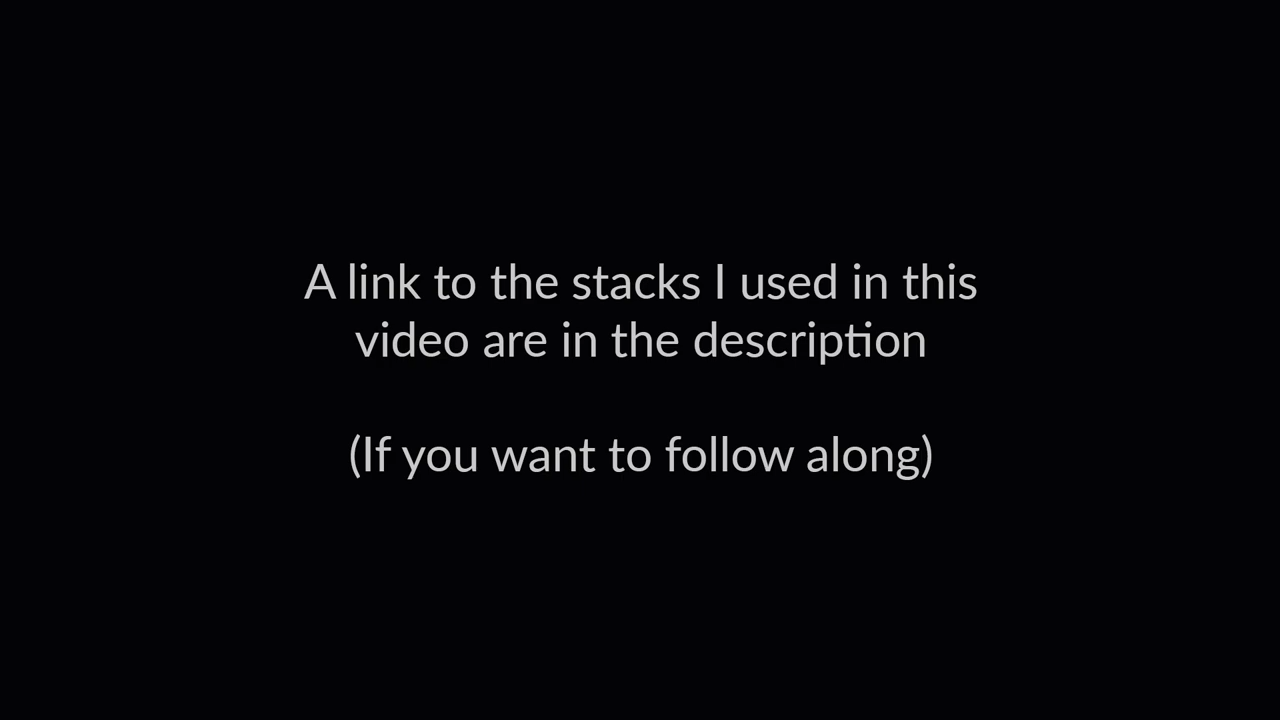 A link to the stacks I used in this
video are in the description
(If you want to follow along)